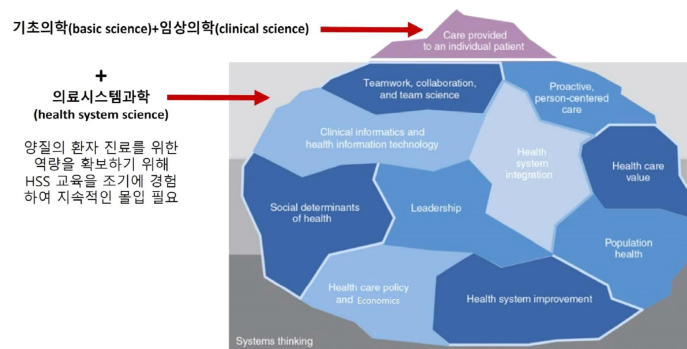 기초의학(basic science)+임상의학(clinical science)
+
의료시스템과학
(health system science)
양질의 환자 진료를 위한
역량을 확보하기 위해
HSS 교육을 조기에 경험
하여 지속적인 몰입 필요
Care provided
to an individual patient
Teamwork, collaboration,
and team science
Proactive,
person-centered
care
Clinical informatics and
health information technology
Health
system
integration
Health care
value
Social determinants
of health
Leadership
Population
health
Health care policy
and Economics
Health system improvement
Systems thinking